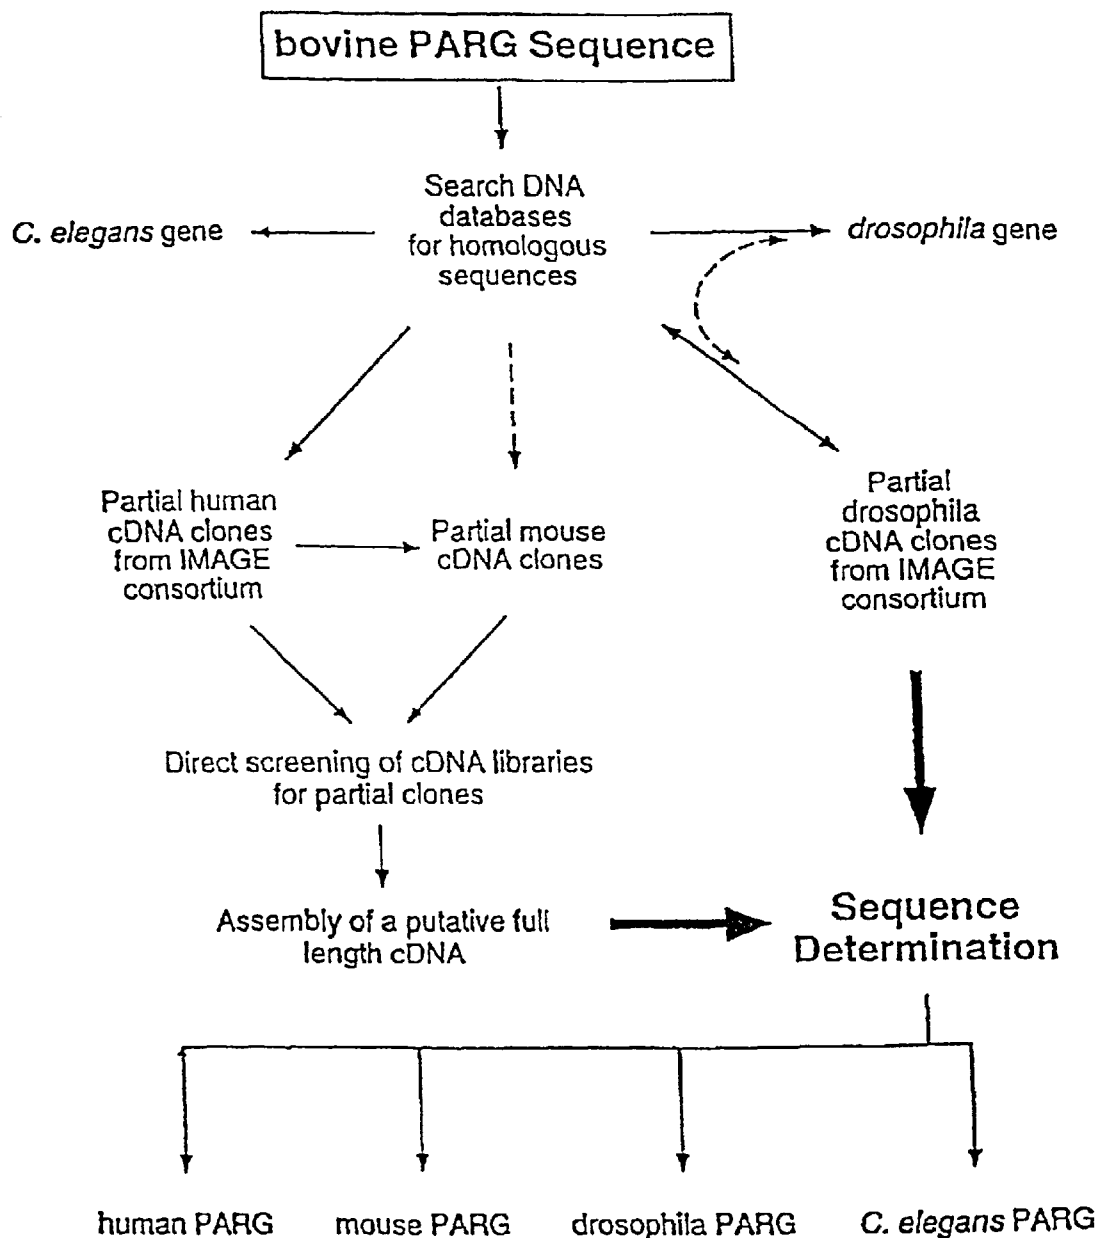 bovine PARG Sequence
Search DNA
databases
for homologous
sequences
C. elegans gene
drosophila gene
Partial human
cDNA clones
from IMAGE
consortium
Partial mouse
cDNA clones
Partial
drosophila
cDNA clones
from IMAGE
consortium
Direct screening of cDNA libraries
for partial clones
Assembly of a putative full
length cDNA
Sequence
Determination
human PARG
mouse PARG
drosophila PARG
C. elegans PARG